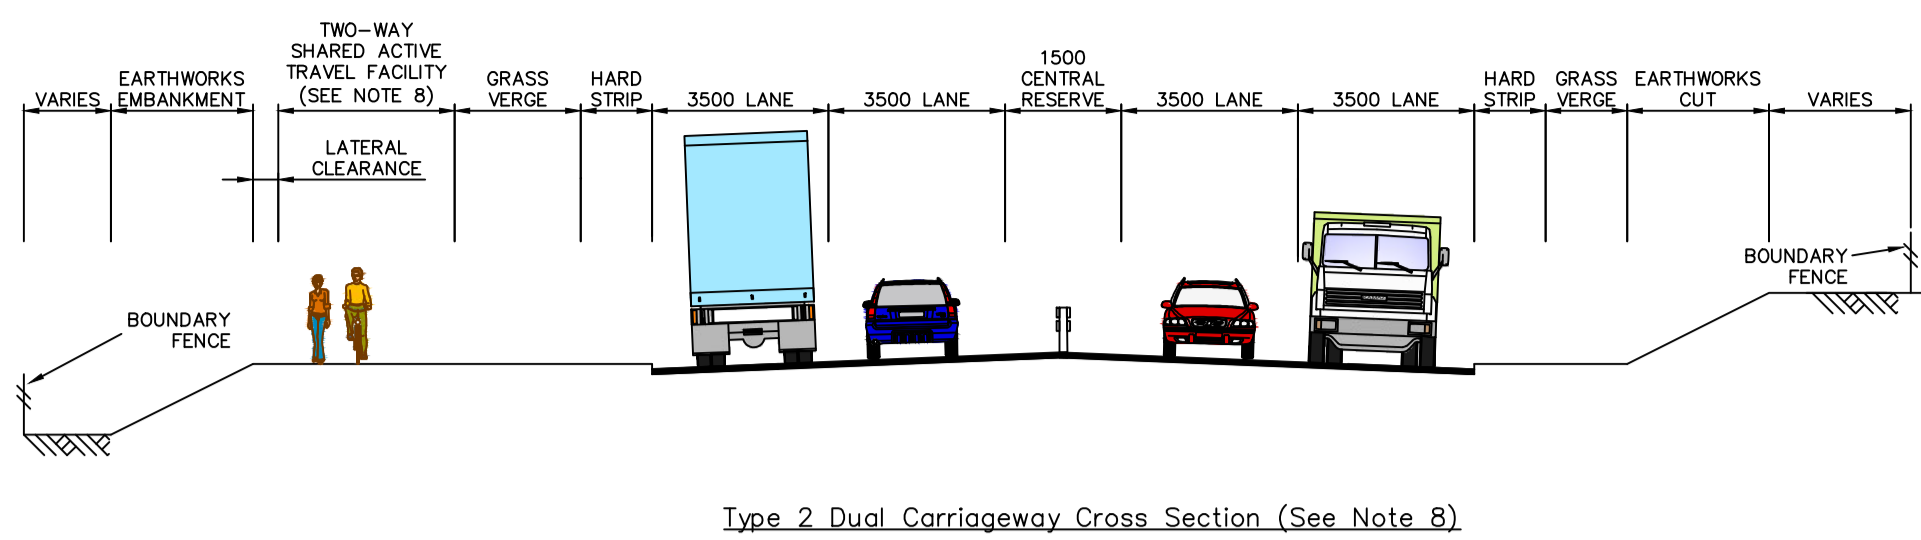 VARIES
EARTHWORKS
EMBANKMENT
TWO-WAY
SHARED ACTIVE
TRAVEL FACILITY
(SEE NOTE 8)
GRASS
VERGE
HARD
STRIP
3500 LANE
3500 LANE
1500
CENTRAL
RESERVE
3500 LANE
3500 LANE
HARD
STRIP
GRASS
VERGE
EARTHWORKS
CUT
VARIES
LATERAL
CLEARANCE
BOUNDARY
FENCE
BOUNDARY
FENCE
Type 2 Dual Carriageway Cross Section (See Note 8)